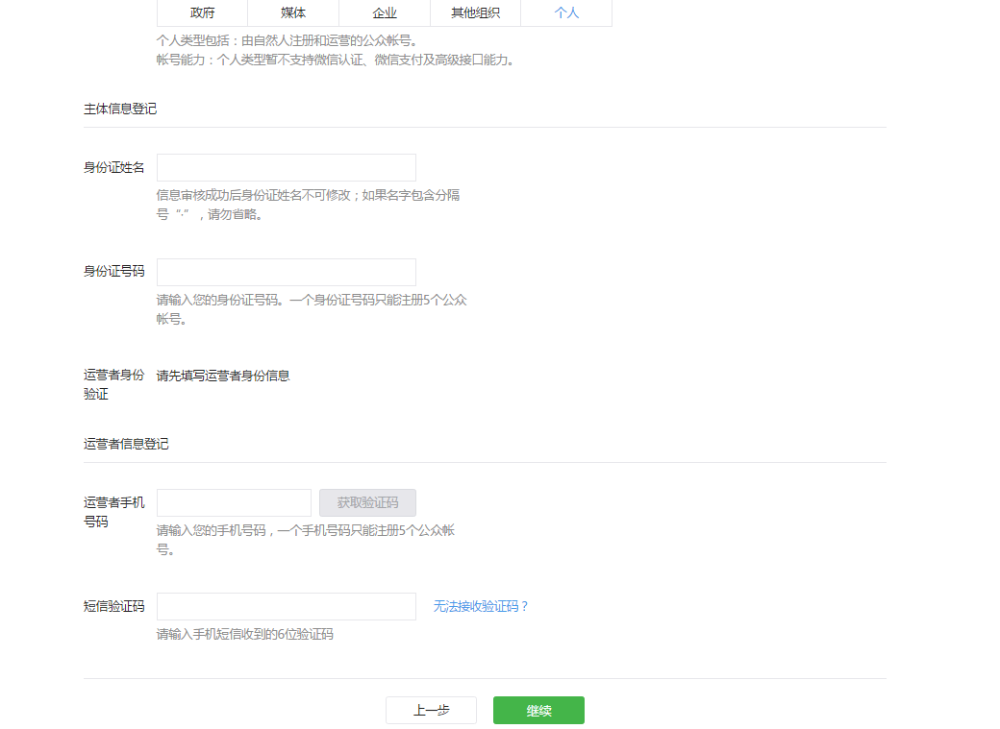 政府 媒体 企业 其他组织 个人
个人类型包括：由自然人注册和运营的公众帐号。
帐号能力：个人类型暂不支持微信认证、微信支付及高级接口能力。
主体信息登记
身份证姓名
信息审核成功后身份证姓名不可修改；如果名字包含分隔
号“·”，请勿省略。
身份证号码
请输入您的身份证号码。一个身份证号码只能注册5个公众
帐号。
运营者身份 请先填写运营者身份信息
验证
运营者信息登记
运营者手机 获取验证码
号码
请输入您的手机号码，一个手机号码只能注册5个公众帐
号。
短信验证码 无法接收验证码？
请输入手机短信收到的6位验证码
上一步 继续